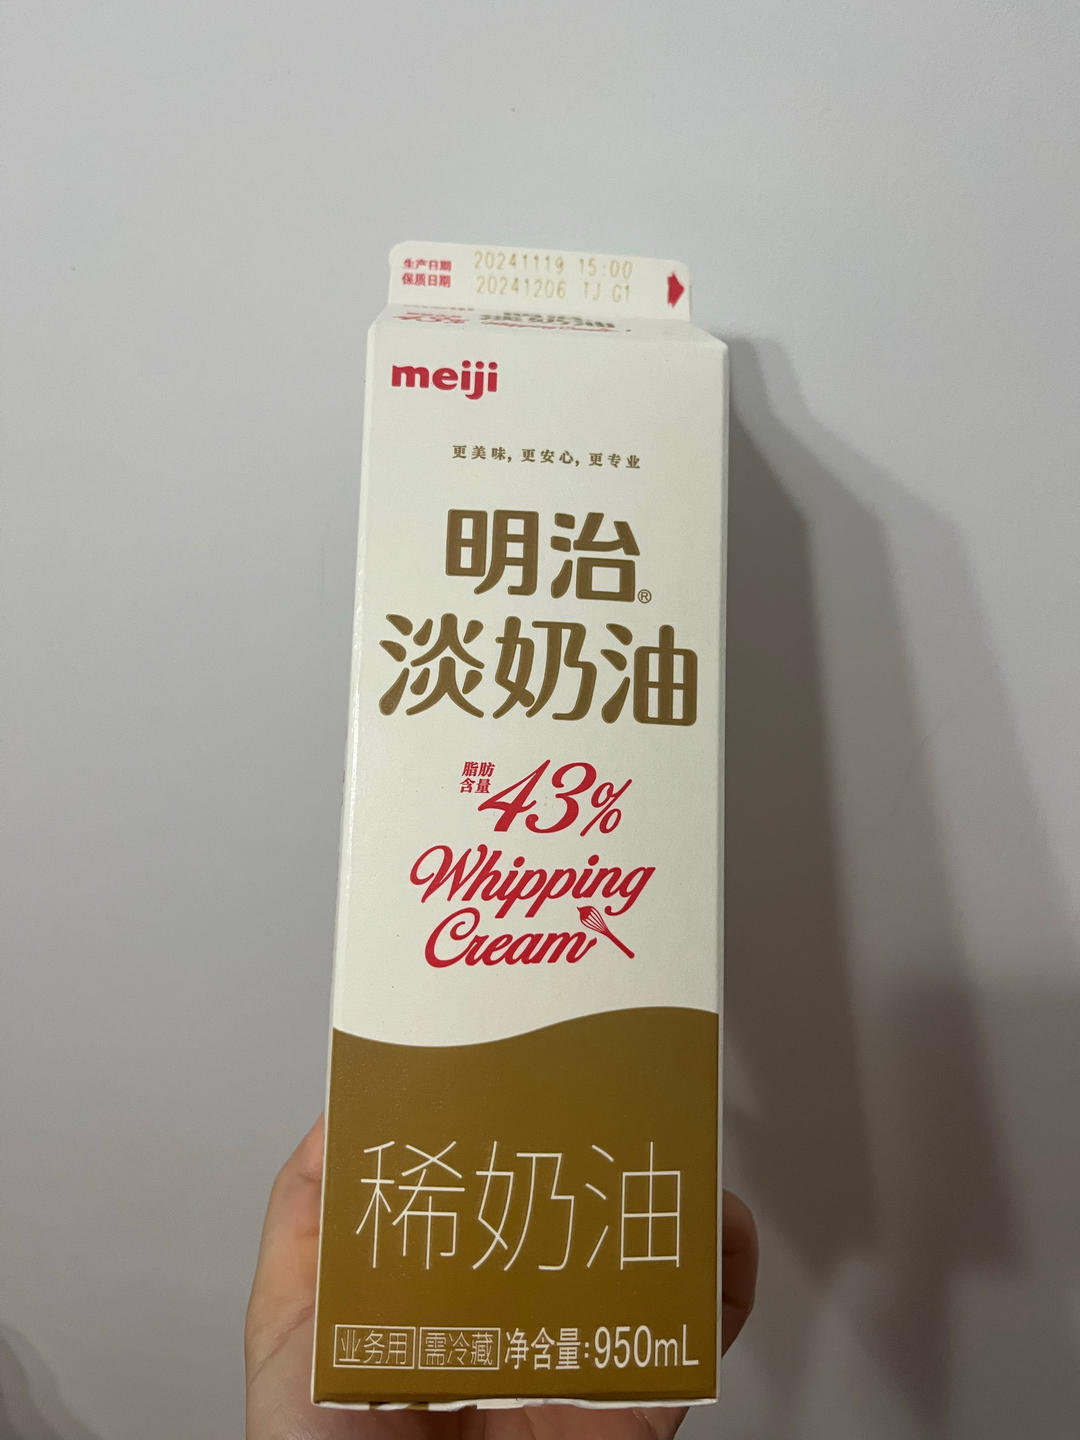 生产日期 20241119 15:00
保质日期 20241206 TJ G1
meiji
更美味, 更安心, 更专业
明治®
淡奶油
脂肪含量 43%
Whipping
Cream
稀奶油
业务用 需冷藏 净含量:950mL